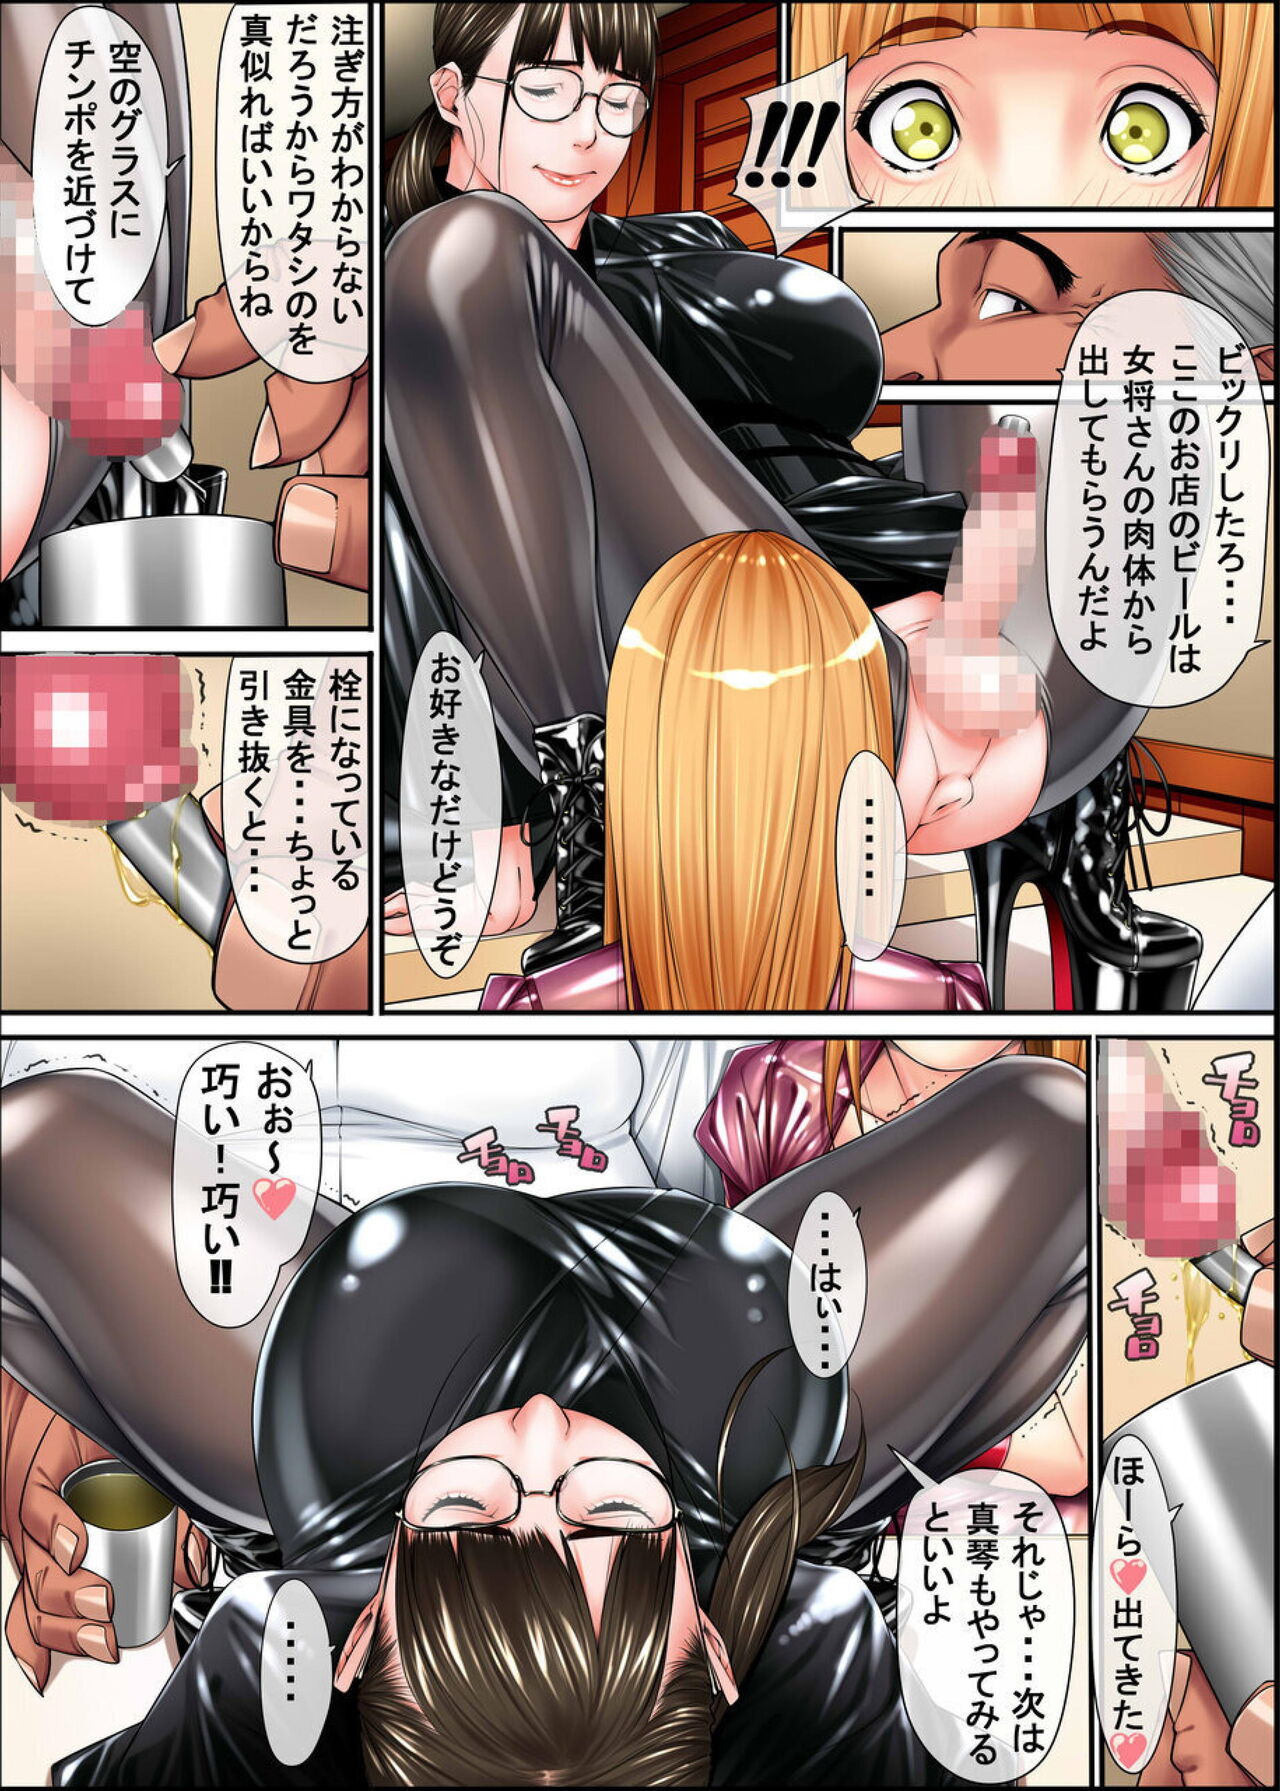 !!!
ビックリしたろ・・・
ここのお店のビールは
女将さんの肉体から
出してもらうんだよ
・・・・・・
お好きなだけどうぞ
注ぎ方がわからない
だろうからワタシのを
真似ればいいからね
空のグラスに
チンポを近づけて
栓になっている
金具を・・・ちょっと
引き抜くと・・・
チョロ
チョロ
ほーら♥出てきた♥
チョロ
チョロ
・・・はい・・・
それじゃ・・・次は
真琴もやってみる
といいよ
おぉ～♥
巧い！巧い!!
・・・・・